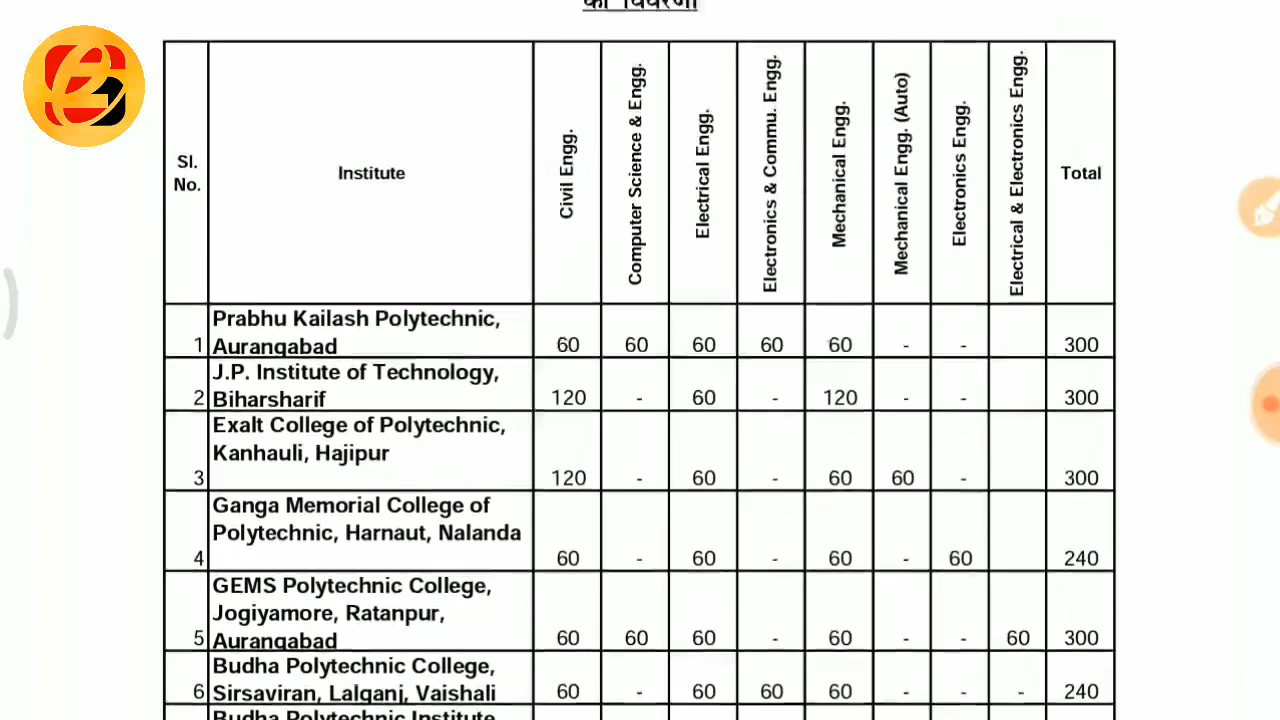 का विवरणी
Sl. No. Institute Civil Engg. Computer Science & Engg. Electrical Engg. Electronics & Commu. Engg. Mechanical Engg. Mechanical Engg. (Auto) Electronics Engg. Electrical & Electronics Engg. Total
Prabhu Kailash Polytechnic,
1 Aurangabad 60 60 60 60 60 - - 300
J.P. Institute of Technology,
2 Biharsharif 120 - 60 - 120 - - 300
Exalt College of Polytechnic,
Kanhauli, Hajipur
3 120 - 60 - 60 60 - 300
Ganga Memorial College of
Polytechnic, Harnaut, Nalanda
4 60 - 60 - 60 - 60 240
GEMS Polytechnic College,
Jogiyamore, Ratanpur,
5 Aurangabad 60 60 60 - 60 - - 60 300
Budha Polytechnic College,
6 Sirsaviran, Lalganj, Vaishali 60 - 60 60 60 - - - 240
Budha Polytechnic Institute